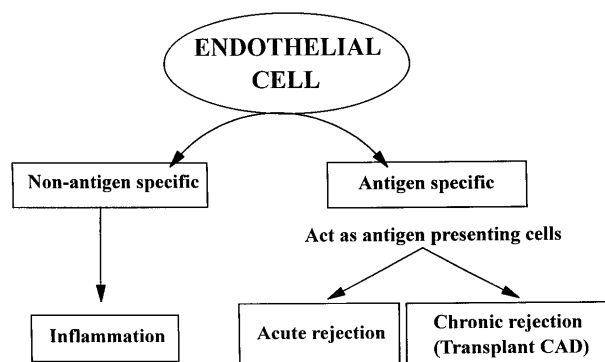 ENDOTHELIAL
CELL
Non-antigen specific
Antigen specific
Act as antigen presenting cells
Inflammation
Acute rejection
Chronic rejection
(Transplant CAD)